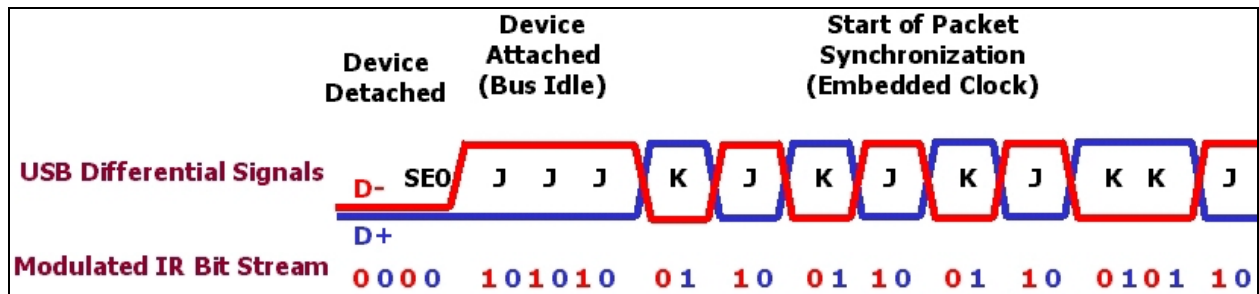 Device
Detached
Device
Attached
(Bus Idle)
Start of Packet
Synchronization
(Embedded Clock)
USB Differential Signals
D- SE0 J J J K J K J K J K K J
D+
Modulated IR Bit Stream 0000 101010 01 10 01 10 01 10 0101 10